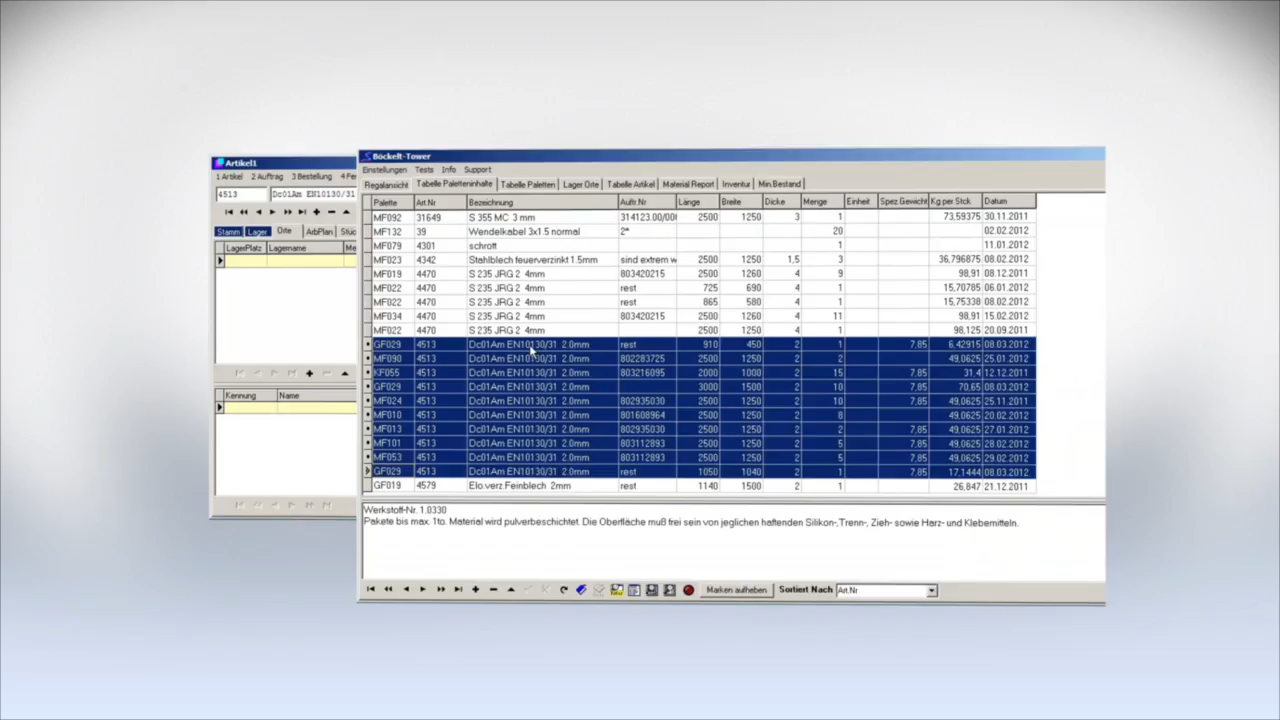 Artikel1
1 Artikel 2 Auftrag 3 Bestellung
4513 Dc01Am EN10130/31
Stamm Lager Orte ArbPlan
LagerPlatz Lagername
Kennung Name
Böckelt-Tower
Einstellungen Tests Info Support
Regalansicht Tabelle Paletteninhalte Tabelle Paletten Lager Orte Tabelle Artikel Material Report Inventur Min.Bestand
Palette Art.Nr Bezeichnung Auftr.Nr Länge Breite Dicke Menge Einheit Spez.Gewicht Kg.per Stck Datum
MF092 31649 S 355 MC 3 mm 314123.00/00 2500 1250 3 1 73,59375 30.11.2011
MF132 39 Wendelkabel 3x1.5 normal 2* 20 02.02.2012
MF079 4301 schrott 1 11.01.2012
MF023 4342 Stahlblech feuerverzinkt 1.5mm sind extrem w 2500 1250 1,5 3 36,796875 08.02.2012
MF019 4470 S 235 JRG 2 4mm 803420215 2500 1260 4 9 98,91 08.12.2011
MF022 4470 S 235 JRG 2 4mm rest 725 690 4 1 15,70785 06.01.2012
MF022 4470 S 235 JRG 2 4mm rest 865 580 4 1 15,75338 08.02.2012
MF034 4470 S 235 JRG 2 4mm 803420215 2500 1260 4 11 98,91 15.02.2012
MF022 4470 S 235 JRG 2 4mm 2500 1250 4 1 98,125 20.09.2011
GF029 4513 Dc01Am EN10130/31 2.0mm rest 910 450 2 1 7,85 6,42915 08.03.2012
MF090 4513 Dc01Am EN10130/31 2.0mm 802283725 2500 1250 2 2 49,0625 25.01.2012
KF055 4513 Dc01Am EN10130/31 2.0mm 803216095 2000 1000 2 15 7,85 31,4 12.12.2011
GF029 4513 Dc01Am EN10130/31 2.0mm 3000 1500 2 10 7,85 70,65 08.03.2012
MF024 4513 Dc01Am EN10130/31 2.0mm 802935030 2500 1250 2 10 7,85 49,0625 25.11.2011
MF010 4513 Dc01Am EN10130/31 2.0mm 801608964 2500 1250 2 8 49,0625 20.02.2012
MF013 4513 Dc01Am EN10130/31 2.0mm 802935030 2500 1250 2 2 7,85 49,0625 27.01.2012
MF101 4513 Dc01Am EN10130/31 2.0mm 803112893 2500 1250 2 5 7,85 49,0625 28.02.2012
MF053 4513 Dc01Am EN10130/31 2.0mm 803112893 2500 1250 2 5 7,85 49,0625 29.02.2012
GF029 4513 Dc01Am EN10130/31 2.0mm rest 1050 1040 2 1 7,85 17,1444 08.03.2012
GF019 4579 Elo.verz.Feinblech 2mm rest 1140 1500 2 1 26,847 21.12.2011
Werkstoff-Nr. 1.0330
Pakete bis max. 1to. Material wird pulverbeschichtet. Die Oberfläche muß frei sein von jeglichen haftenden Silikon-,Trenn-, Zieh- sowie Harz- und Klebemitteln.
Marken aufheben Sortiert Nach Art.Nr